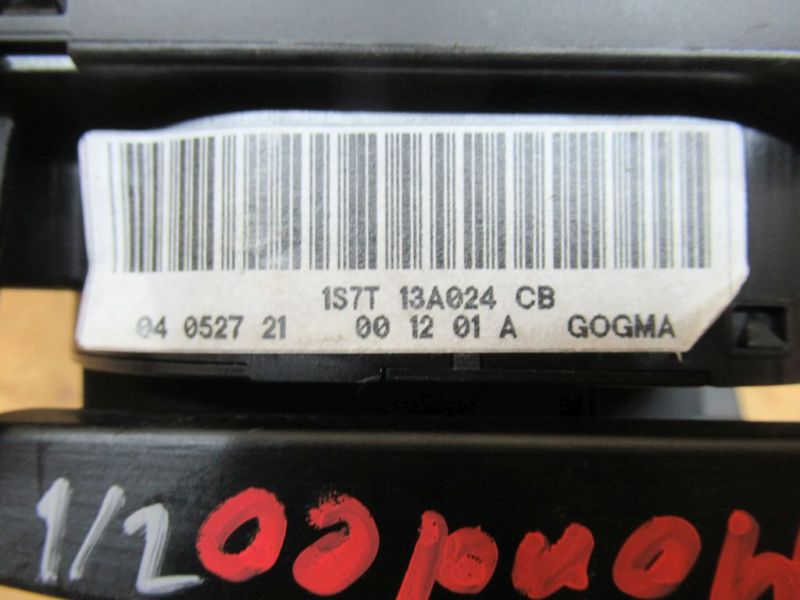 1S7T 13A024 CB
04 0527 21 00 12 01 A GOGMA
1/2
Mondeo